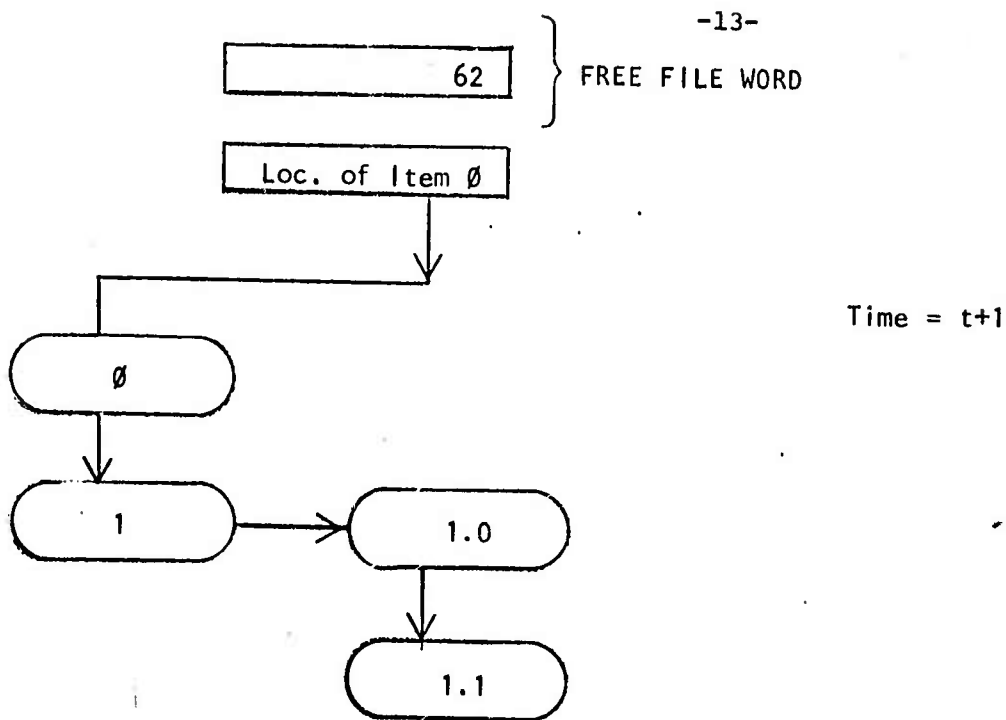 -13-
62
FREE FILE WORD
Loc. of Item Ø
Time = t+1
Ø
1
1.0
1.1